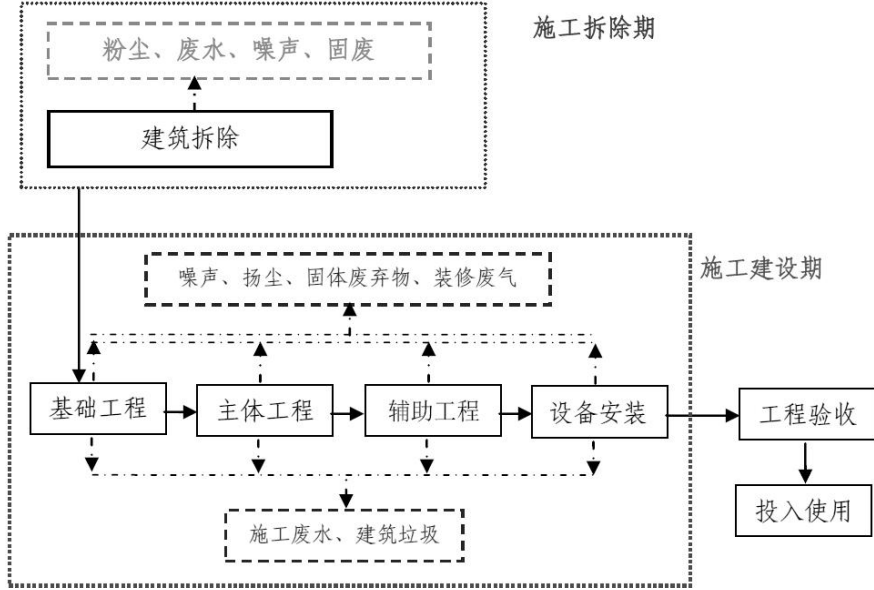 施工拆除期
粉尘、废水、噪声、固废
建筑拆除
施工建设期
噪声、扬尘、固体废弃物、装修废气
基础工程
主体工程
辅助工程
设备安装
工程验收
施工废水、建筑垃圾
投入使用